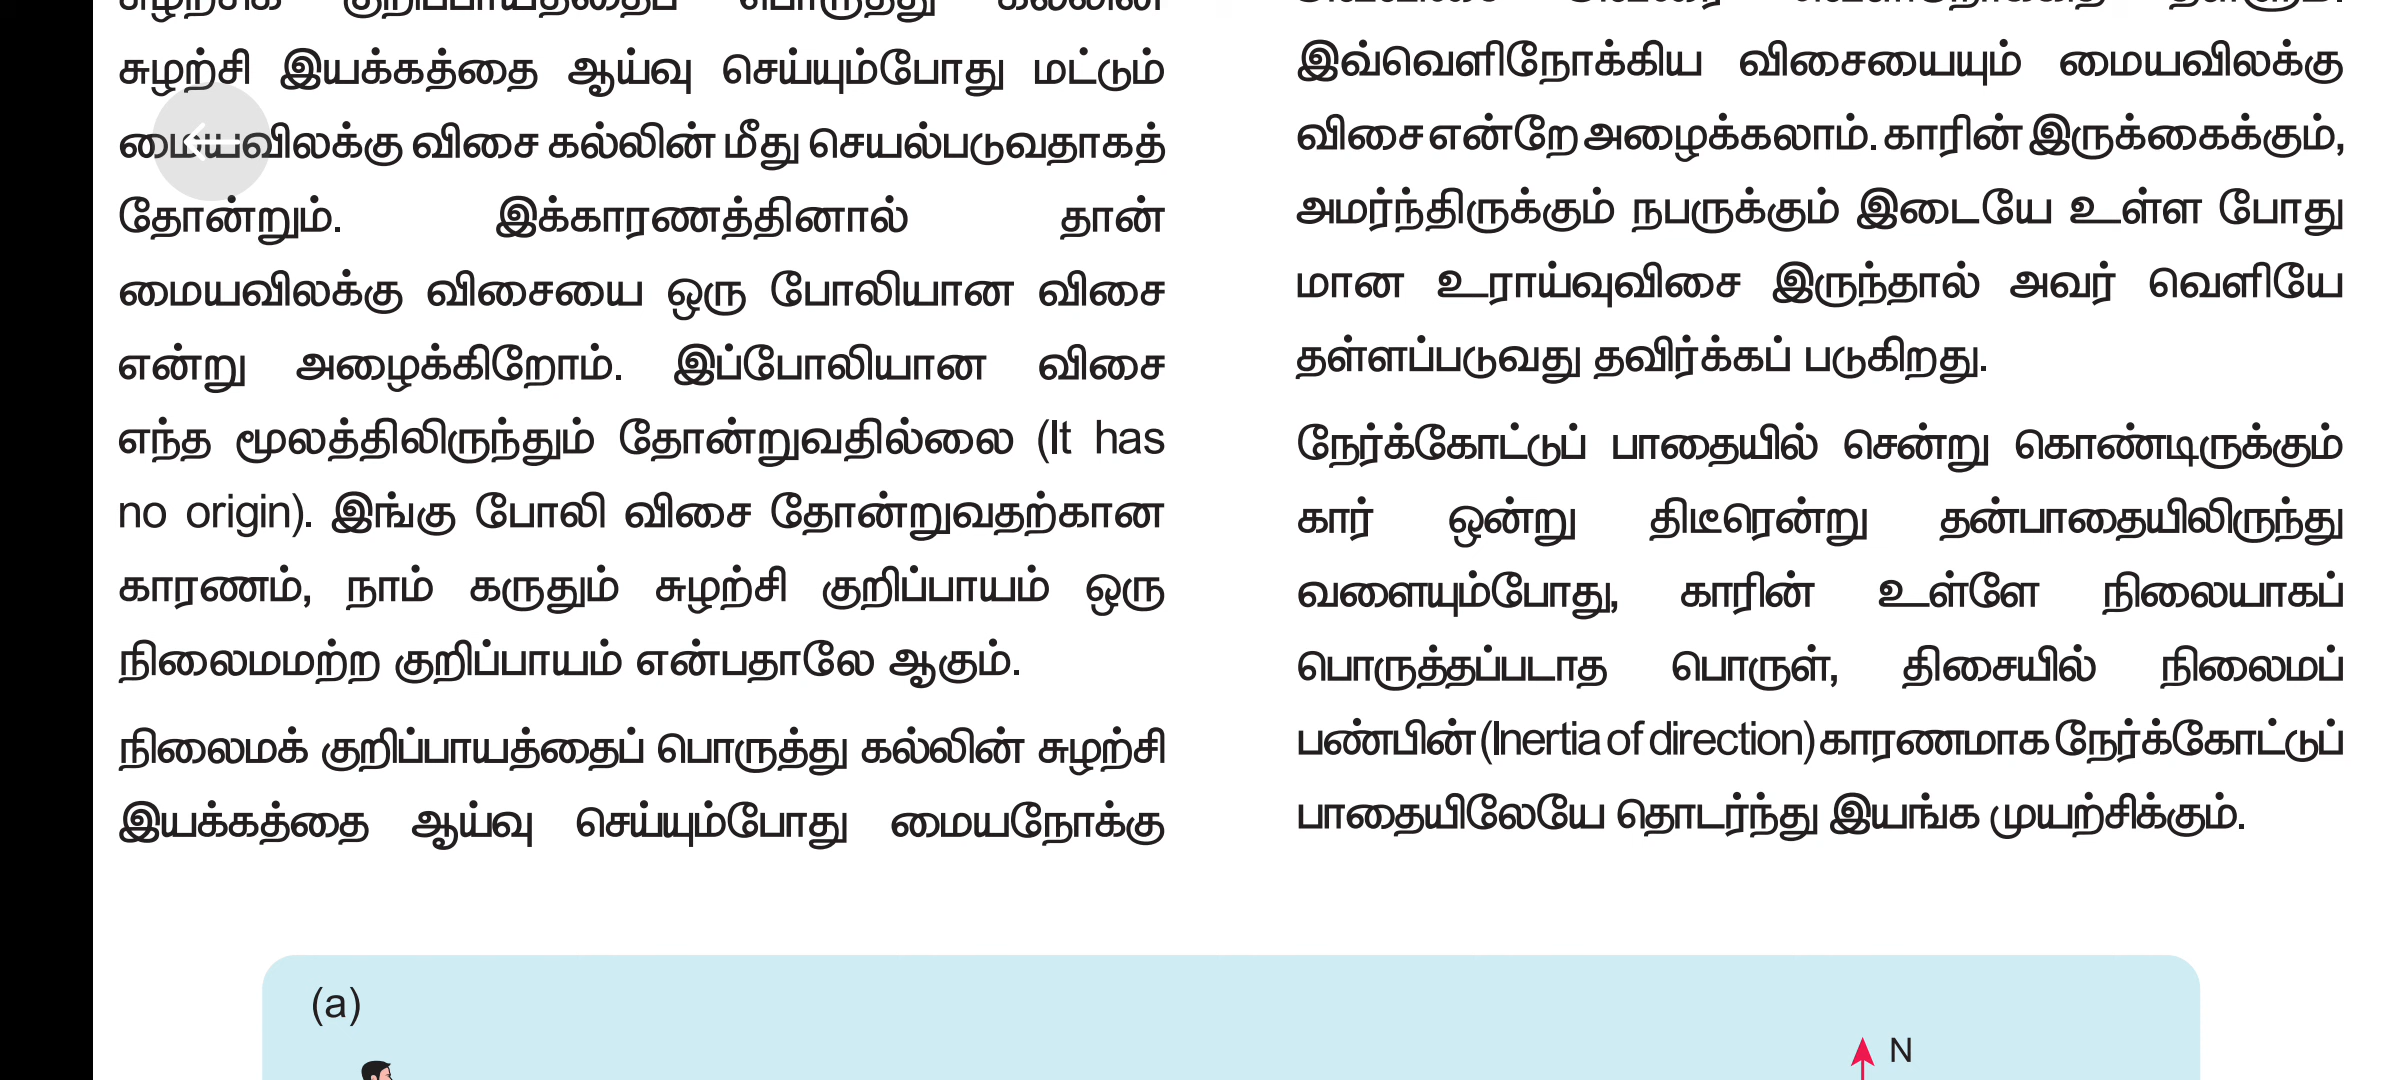 சுழற்சி இயக்கத்தை ஆய்வு செய்யும்போது மட்டும்
மையவிலக்கு விசை கல்லின் மீது செயல்படுவதாகத்
தோன்றும். இக்காரணத்தினால் தான்
மையவிலக்கு விசையை ஒரு போலியான விசை
என்று அழைக்கிறோம். இப்போலியான விசை
எந்த மூலத்திலிருந்தும் தோன்றுவதில்லை (It has
no origin). இங்கு போலி விசை தோன்றுவதற்கான
காரணம், நாம் கருதும் சுழற்சி குறிப்பாயம் ஒரு
நிலைமமற்ற குறிப்பாயம் என்பதாலே ஆகும்.
நிலைமக் குறிப்பாயத்தைப் பொருத்து கல்லின் சுழற்சி
இயக்கத்தை ஆய்வு செய்யும்போது மையநோக்கு
இவ்வெளிநோக்கிய விசையையும் மையவிலக்கு
விசை என்றே அழைக்கலாம். காரின் இருக்கைக்கும்,
அமர்ந்திருக்கும் நபருக்கும் இடையே உள்ள போது
மான உராய்வுவிசை இருந்தால் அவர் வெளியே
தள்ளப்படுவது தவிர்க்கப் படுகிறது.
நேர்க்கோட்டுப் பாதையில் சென்று கொண்டிருக்கும்
கார் ஒன்று திடீரென்று தன்பாதையிலிருந்து
வளையும்போது, காரின் உள்ளே நிலையாகப்
பொருத்தப்படாத பொருள், திசையில் நிலைமப்
பண்பின் (Inertia of direction) காரணமாக நேர்க்கோட்டுப்
பாதையிலேயே தொடர்ந்து இயங்க முயற்சிக்கும்.
(a)
N